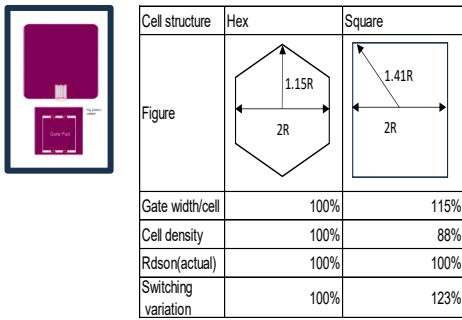 Gate Pad
Cell structure Hex Square
Figure
1.15R
2R
1.41R
2R
Gate width/cell 100% 115%
Cell density 100% 88%
Rdson(actual) 100% 100%
Switching
variation 100% 123%